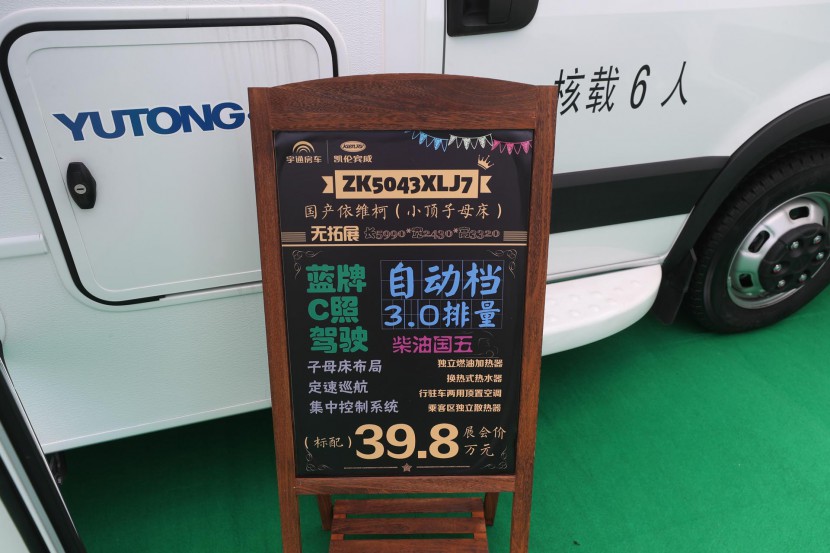 YUTONG
核载6人
宇通房车 凯伦宾威
ZK5043XLJ7
国产依维柯（小顶子母床）
无拓展 长5990*宽2430*高3320
蓝牌
C照
驾驶
自动档
3.0排量
柴油国五
子母床布局
定速巡航
集中控制系统
独立燃油加热器
换热式热水器
行驻车两用顶置空调
乘客区独立散热器
（标配）39.8 展会价
万元